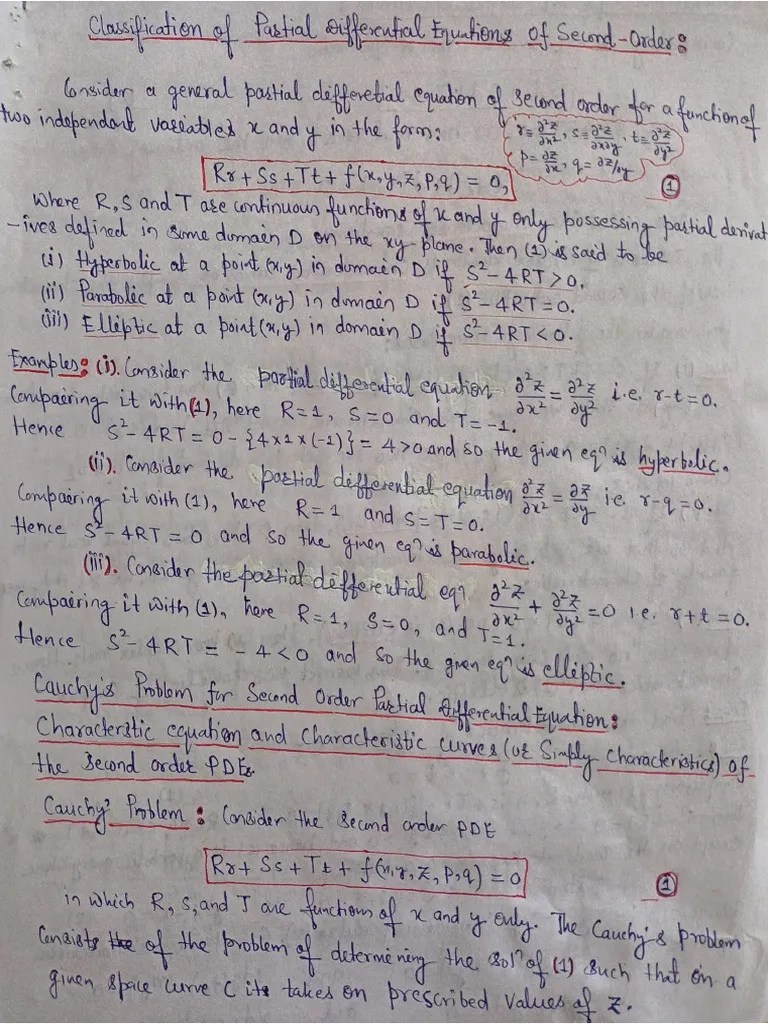 Classification of Partial Differential Equations of Second-Order:
Consider a general partial differetial equation of second order for a function of
two independant variables x and y in the form:
r = ∂²z/∂x², s = ∂²z/∂x∂y, t = ∂²z/∂y²
p = ∂z/∂x, q = ∂z/∂y
Rr + Ss + Tt + f(x, y, z, p, q) = 0, (1)
where R, S and T are continuous functions of x and y only possessing partial derivat
-ives defined in some domain D on the xy-plane. Then (1) is said to be
(i) Hyperbolic at a point (x,y) in domain D if S² - 4RT > 0.
(ii) Parabolic at a point (x,y) in domain D if S² - 4RT = 0.
(iii) Elliptic at a point (x,y) in domain D if S² - 4RT < 0.
Examples: (i). Consider the partial differential equation ∂²z/∂x² = ∂²z/∂y² i.e. r-t=0.
Compairing it with (1), here R=1, S=0 and T=-1.
Hence S² - 4RT = 0 - {4×1×(-1)} = 4>0 and so the given eqⁿ is hyperbolic.
(ii). Consider the partial differential equation ∂²z/∂x² = ∂z/∂y ie. r-q=0.
Compairing it with (1), here R=1 and S=T=0.
Hence S² - 4RT = 0 and so the given eqⁿ is parabolic.
(iii). Consider the partial differential eqⁿ ∂²z/∂x² + ∂²z/∂y² = 0 i.e. r+t=0.
Compairing it with (1), here R=1, S=0, and T=1.
Hence S² - 4RT = -4<0 and so the given eqⁿ is elliptic.
Cauchy's Problem for Second Order Partial Differential Equation:
Characterstic equation and characteristic curves (or Simply Characteristics) of
the second order PDEs.
Cauchy's Problem: Consider the second order PDE
Rr + Ss + Tt + f(x, y, z, p, q) = 0 (1)
in which R, S, and T are function of x and y only. The Cauchy's problem
Consists of the problem of determining the solⁿ of (1) such that on a
given space curve C its takes on prescribed values of z.